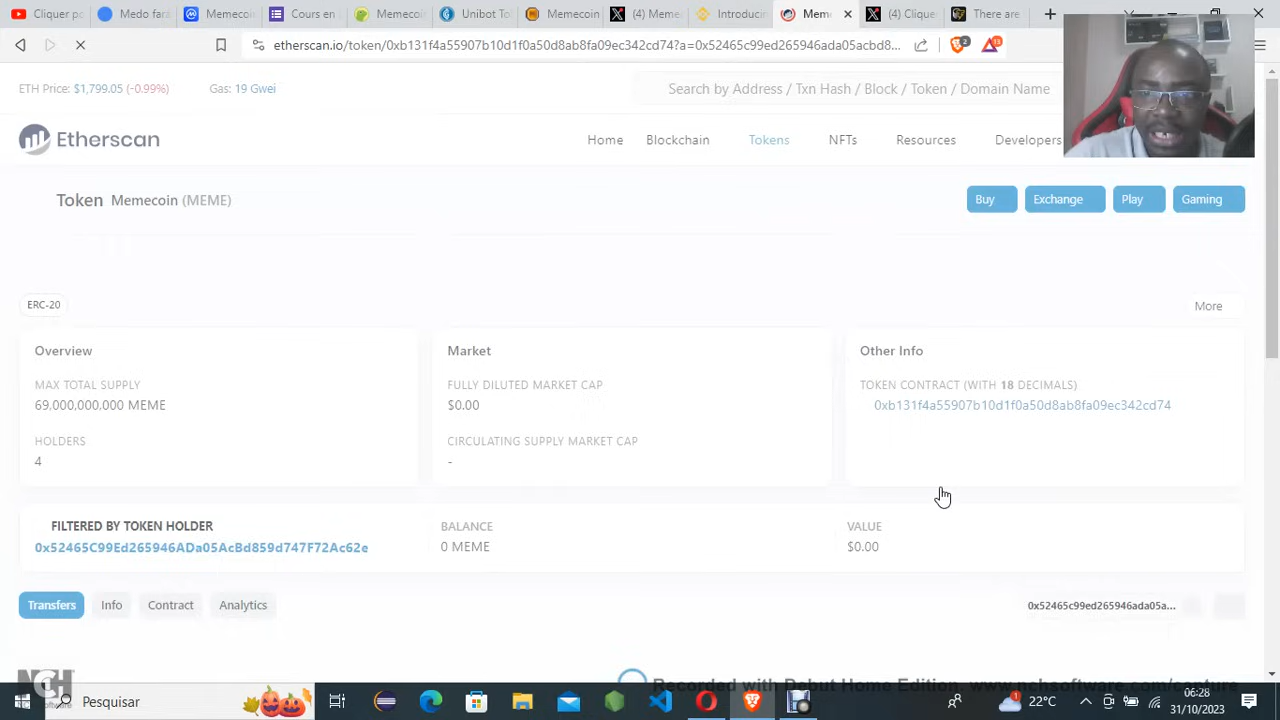 Cluco pe
Medo fara
Memecoi
Cours en
Memecoi
Unibot To
Memecoin
(4) Meme
Introducin
Meme
(4) Clique
There are
etherscan.io/token/0xb131f4a55907b10d1f0a50d8ab8fa09ec342cd74?a=0x52465c99ed265946ada05acbd8...
2
13
ETH Price: $1,799.05 (-0.99%)
Gas: 19 Gwei
Search by Address / Txn Hash / Block / Token / Domain Name
Etherscan
Home
Blockchain
Tokens
NFTs
Resources
Developers
Token Memecoin (MEME)
Buy
Exchange
Play
Gaming
ERC-20
More
Overview
Market
Other Info
MAX TOTAL SUPPLY
FULLY DILUTED MARKET CAP
TOKEN CONTRACT (WITH 18 DECIMALS)
69,000,000,000 MEME
$0.00
0xb131f4a55907b10d1f0a50d8ab8fa09ec342cd74
HOLDERS
CIRCULATING SUPPLY MARKET CAP
4
-
FILTERED BY TOKEN HOLDER
BALANCE
VALUE
0x52465C99Ed265946ADa05AcBd859d747F72Ac62e
0 MEME
$0.00
Transfers
Info
Contract
Analytics
0x52465c99ed265946ada05a...
NCH
Recorded with Debut Home Edition. www.nchsoftware.com/capture
Pesquisar
1
22°C
06:28
31/10/2023